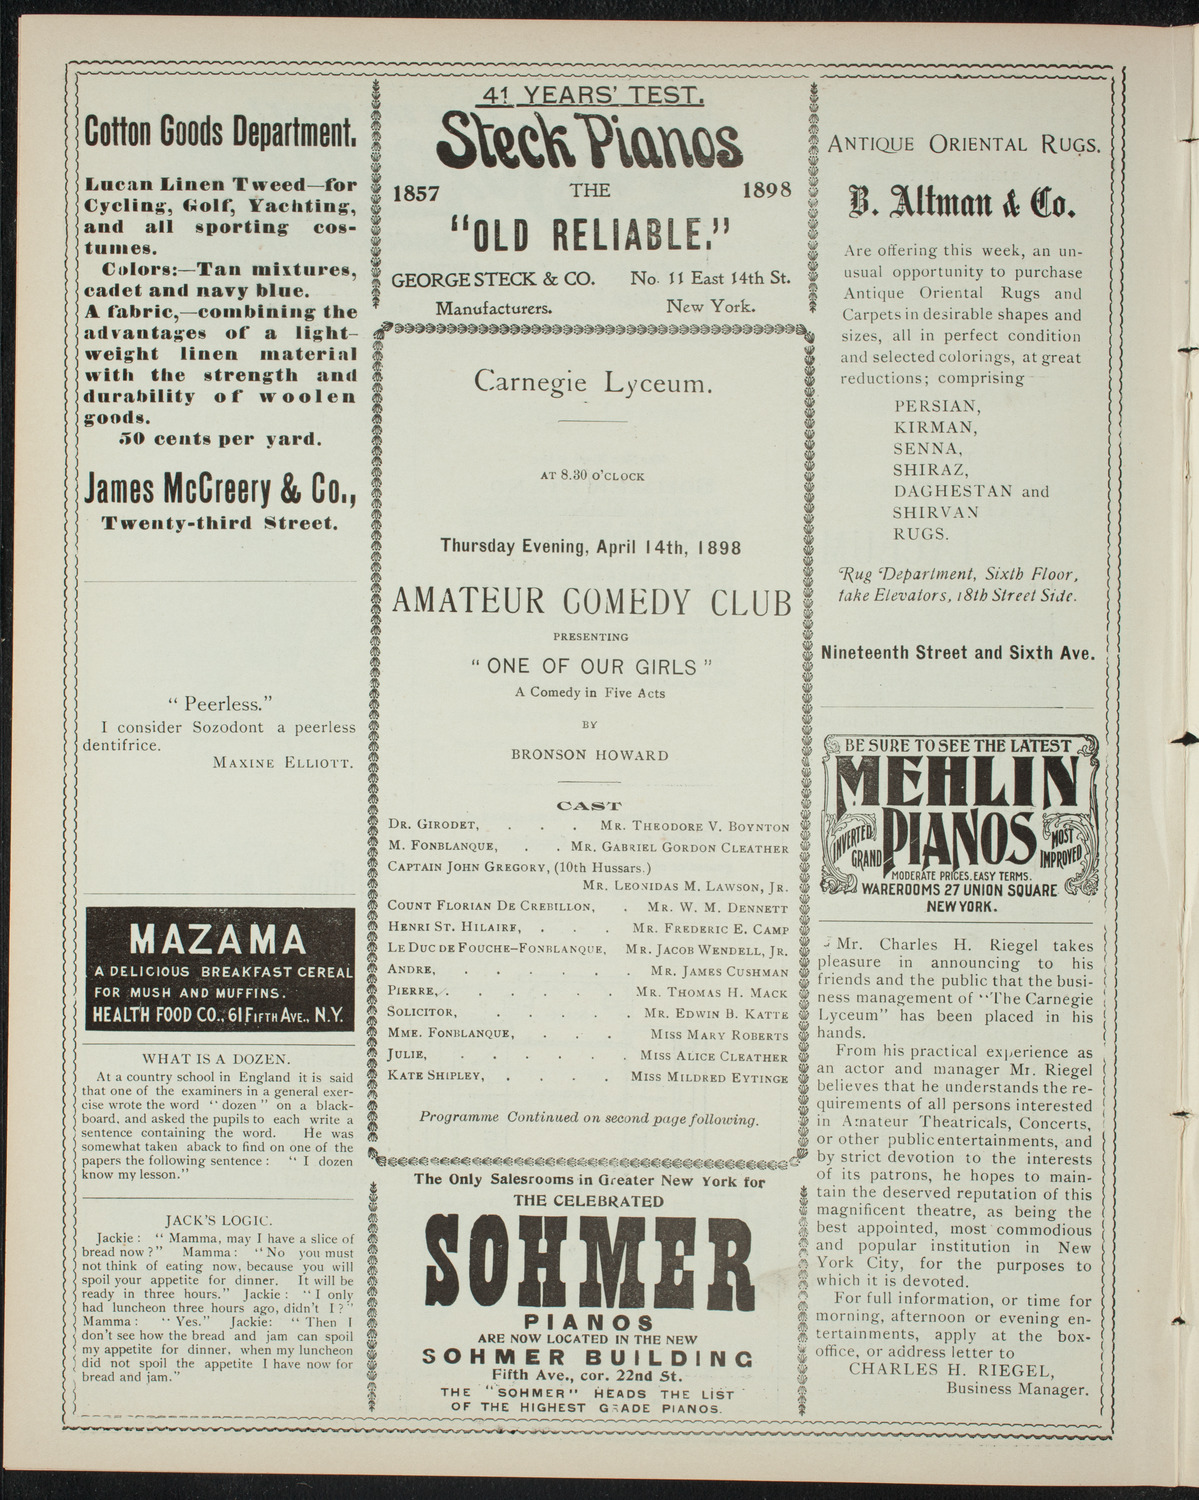 Cotton Goods Department.
Lucan Linen Tweed—for
Cycling, Golf, Yachting,
and all sporting cos-
tumes.
Colors:—Tan mixtures,
cadet and navy blue.
A fabric,—combining the
advantages of a light-
weight linen material
with the strength and
durability of woolen
goods.
50 cents per yard.
James McCreery & Co.,
Twenty-third Street.
“ Peerless.”
I consider Sozodont a peerless
dentifrice.
MAXINE ELLIOTT.
MAZAMA
A DELICIOUS BREAKFAST CEREAL
FOR MUSH AND MUFFINS.
HEALTH FOOD CO., 61 FIFTH AVE., N.Y.
WHAT IS A DOZEN.
At a country school in England it is said
that one of the examiners in a general exer-
cise wrote the word “ dozen ” on a black-
board, and asked the pupils to each write a
sentence containing the word. He was
somewhat taken aback to find on one of the
papers the following sentence : “ I dozen
know my lesson.”
JACK'S LOGIC.
Jackie : “ Mamma, may I have a slice of
bread now ? ” Mamma : “ No you must
not think of eating now, because you will
spoil your appetite for dinner. It will be
ready in three hours.” Jackie : “ I only
had luncheon three hours ago, didn't I ? ”
Mamma : “ Yes.” Jackie: “ Then I
don't see how the bread and jam can spoil
my appetite for dinner, when my luncheon
did not spoil the appetite I have now for
bread and jam.”
41 YEARS' TEST.
Steck Pianos
1857 THE 1898
“OLD RELIABLE.”
GEORGE STECK & CO. No. 11 East 14th St.
Manufacturers. New York.
Carnegie Lyceum.
AT 8.30 O'CLOCK
Thursday Evening, April 14th, 1898
AMATEUR COMEDY CLUB
PRESENTING
“ ONE OF OUR GIRLS ”
A Comedy in Five Acts
BY
BRONSON HOWARD
CAST
DR. GIRODET, . . . MR. THEODORE V. BOYNTON
M. FONBLANQUE, . . MR. GABRIEL GORDON CLEATHER
CAPTAIN JOHN GREGORY, (10th Hussars.)
MR. LEONIDAS M. LAWSON, JR.
COUNT FLORIAN DE CREBILLON, . MR. W. M. DENNETT
HENRI ST. HILAIRE, . . . MR. FREDERIC E. CAMP
LE DUC DE FOUCHE–FONBLANQUE, MR. JACOB WENDELL, JR.
ANDRE, . . . . . . MR. JAMES CUSHMAN
PIERRE, . . . . . . MR. THOMAS H. MACK
SOLICITOR, . . . . . MR. EDWIN B. KATTE
MME. FONBLANQUE, . . . MISS MARY ROBERTS
JULIE, . . . . . . MISS ALICE CLEATHER
KATE SHIPLEY, . . . . MISS MILDRED EYTINGE
Programme Continued on second page following.
The Only Salesrooms in Greater New York for
THE CELEBRATED
SOHMER
PIANOS
ARE NOW LOCATED IN THE NEW
SOHMER BUILDING
Fifth Ave., cor. 22nd St.
THE “SOHMER” HEADS THE LIST
OF THE HIGHEST GRADE PIANOS.
ANTIQUE ORIENTAL RUGS.
B. Altman & Co.
Are offering this week, an un-
usual opportunity to purchase
Antique Oriental Rugs and
Carpets in desirable shapes and
sizes, all in perfect condition
and selected colorings, at great
reductions; comprising
PERSIAN,
KIRMAN,
SENNA,
SHIRAZ,
DAGHESTAN and
SHIRVAN
RUGS.
Rug Department, Sixth Floor,
take Elevators, 18th Street Side.
Nineteenth Street and Sixth Ave.
BE SURE TO SEE THE LATEST
MEHLIN
INVERTED GRAND PIANOS MOST IMPROVED
MODERATE PRICES. EASY TERMS.
WAREROOMS 27 UNION SQUARE
NEW YORK.
Mr. Charles H. Riegel takes
pleasure in announcing to his
friends and the public that the busi-
ness management of “The Carnegie
Lyceum” has been placed in his
hands.
From his practical experience as
an actor and manager Mr. Riegel
believes that he understands the re-
quirements of all persons interested
in Amateur Theatricals, Concerts,
or other public entertainments, and
by strict devotion to the interests
of its patrons, he hopes to main-
tain the deserved reputation of this
magnificent theatre, as being the
best appointed, most commodious
and popular institution in New
York City, for the purposes to
which it is devoted.
For full information, or time for
morning, afternoon or evening en-
tertainments, apply at the box-
office, or address letter to
CHARLES H. RIEGEL,
Business Manager.